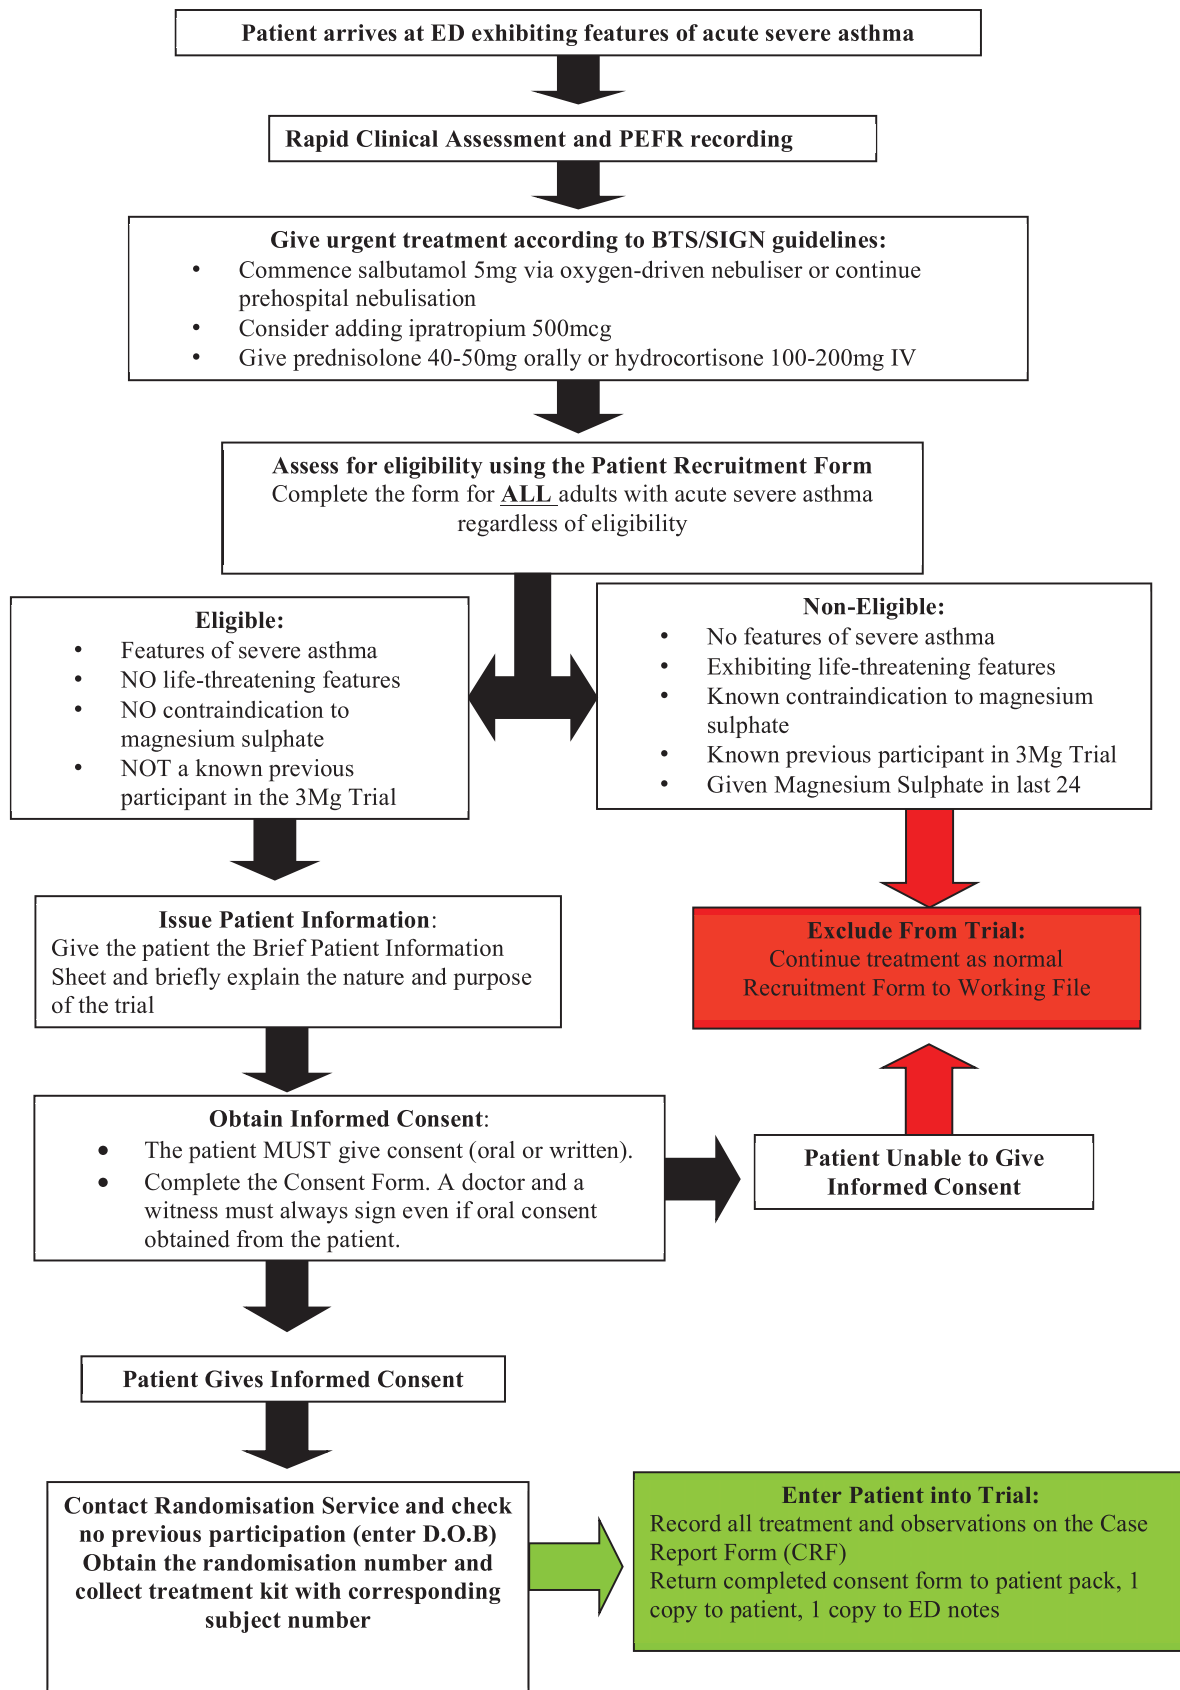 Patient arrives at ED exhibiting features of acute severe asthma
Rapid Clinical Assessment and PEFR recording
Give urgent treatment according to BTS/SIGN guidelines:
• Commence salbutamol 5mg via oxygen-driven nebuliser or continue
prehospital nebulisation
• Consider adding ipratropium 500mcg
• Give prednisolone 40-50mg orally or hydrocortisone 100-200mg IV
Assess for eligibility using the Patient Recruitment Form
Complete the form for ALL adults with acute severe asthma
regardless of eligibility
Eligible:
• Features of severe asthma
• NO life-threatening features
• NO contraindication to
magnesium sulphate
• NOT a known previous
participant in the 3Mg Trial
Non-Eligible:
• No features of severe asthma
• Exhibiting life-threatening features
• Known contraindication to magnesium
sulphate
• Known previous participant in 3Mg Trial
• Given Magnesium Sulphate in last 24
Issue Patient Information:
Give the patient the Brief Patient Information
Sheet and briefly explain the nature and purpose
of the trial
Exclude From Trial:
Continue treatment as normal
Recruitment Form to Working File
Obtain Informed Consent:
• The patient MUST give consent (oral or written).
• Complete the Consent Form. A doctor and a
witness must always sign even if oral consent
obtained from the patient.
Patient Unable to Give
Informed Consent
Patient Gives Informed Consent
Contact Randomisation Service and check
no previous participation (enter D.O.B)
Obtain the randomisation number and
collect treatment kit with corresponding
subject number
Enter Patient into Trial:
Record all treatment and observations on the Case
Report Form (CRF)
Return completed consent form to patient pack, 1
copy to patient, 1 copy to ED notes